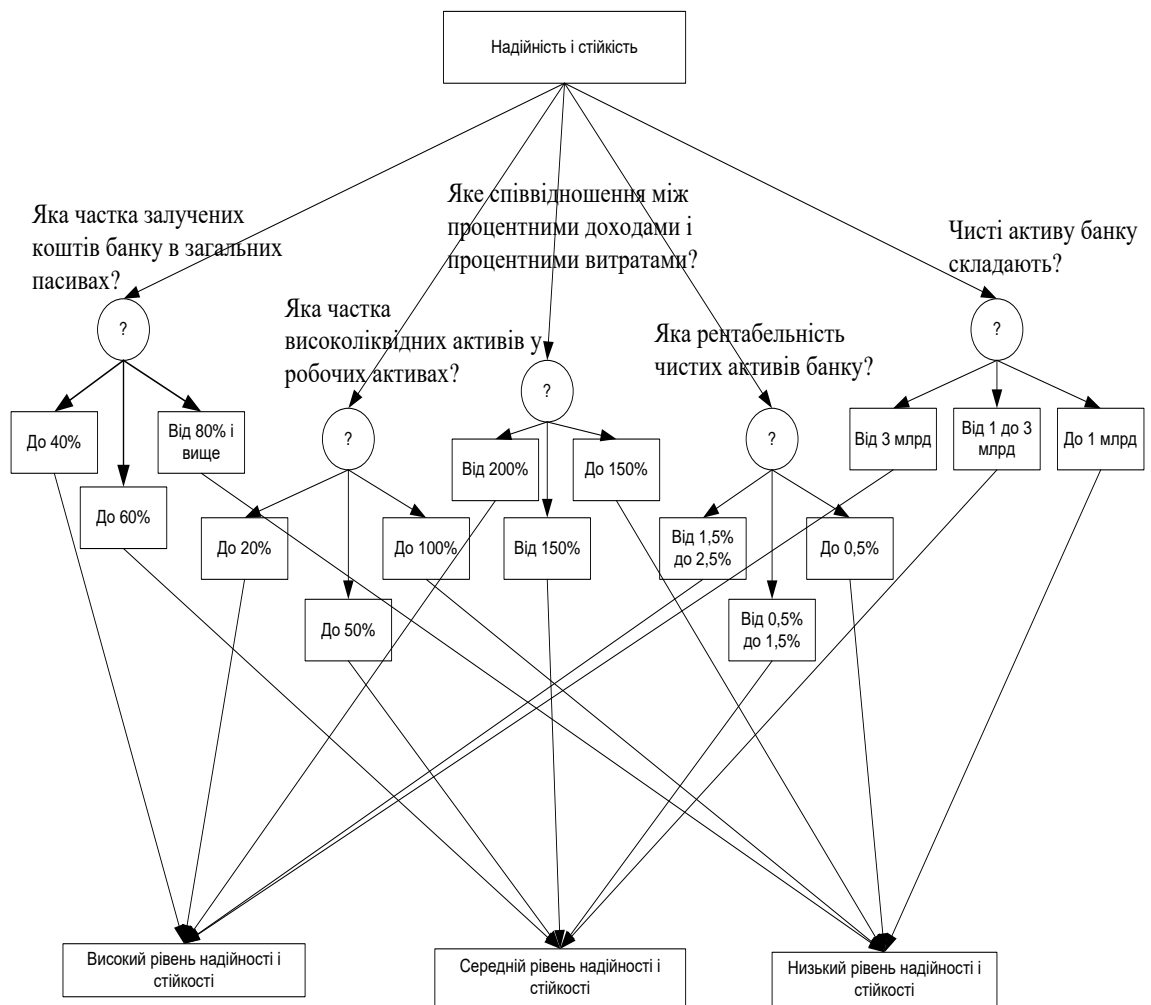 Надійність і стійкість
Яка частка залучених
коштів банку в загальних
пасивах?
Яке співвідношення між
процентними доходами і
процентними витратами?
Чисті активу банку
складають?
Яка частка
високоліквідних активів у
робочих активах?
Яка рентабельність
чистих активів банку?
?
?
?
?
?
До 40%
Від 80% і
вище
До 60%
До 20%
До 100%
До 50%
Від 200%
До 150%
Від 150%
Від 1,5%
до 2,5%
До 0,5%
Від 0,5%
до 1,5%
Від 3 млрд
Від 1 до 3
млрд
До 1 млрд
Високий рівень надійності і
стійкості
Середній рівень надійності і
стійкості
Низький рівень надійності і
стійкості